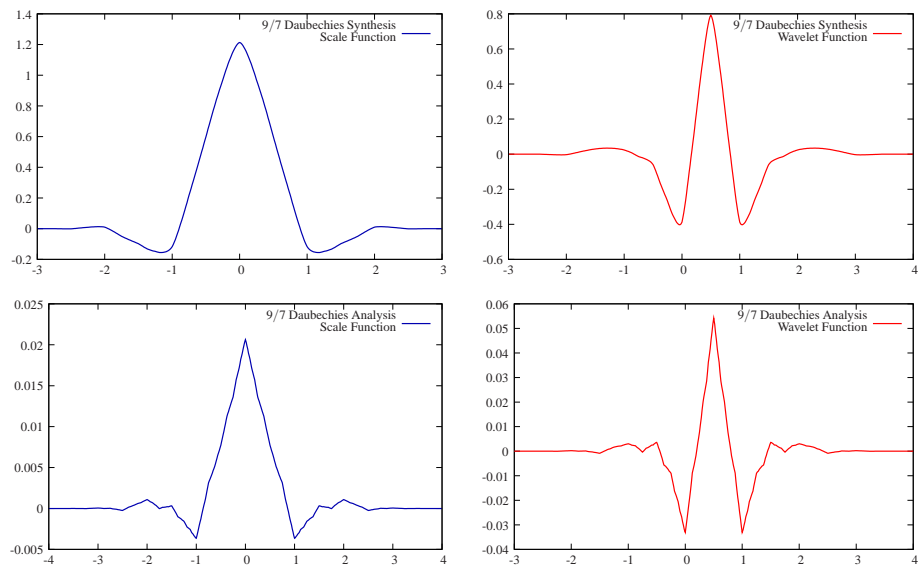 9/7 Daubechies Synthesis
Scale Function
1.4
1.2
1
0.8
0.6
0.4
0.2
0
-0.2
-3 -2 -1 0 1 2 3
9/7 Daubechies Synthesis
Wavelet Function
0.8
0.6
0.4
0.2
0
-0.2
-0.4
-0.6
-3 -2 -1 0 1 2 3 4
9/7 Daubechies Analysis
Scale Function
0.025
0.02
0.015
0.01
0.005
0
-0.005
-4 -3 -2 -1 0 1 2 3 4
9/7 Daubechies Analysis
Wavelet Function
0.06
0.05
0.04
0.03
0.02
0.01
0
-0.01
-0.02
-0.03
-0.04
-3 -2 -1 0 1 2 3 4